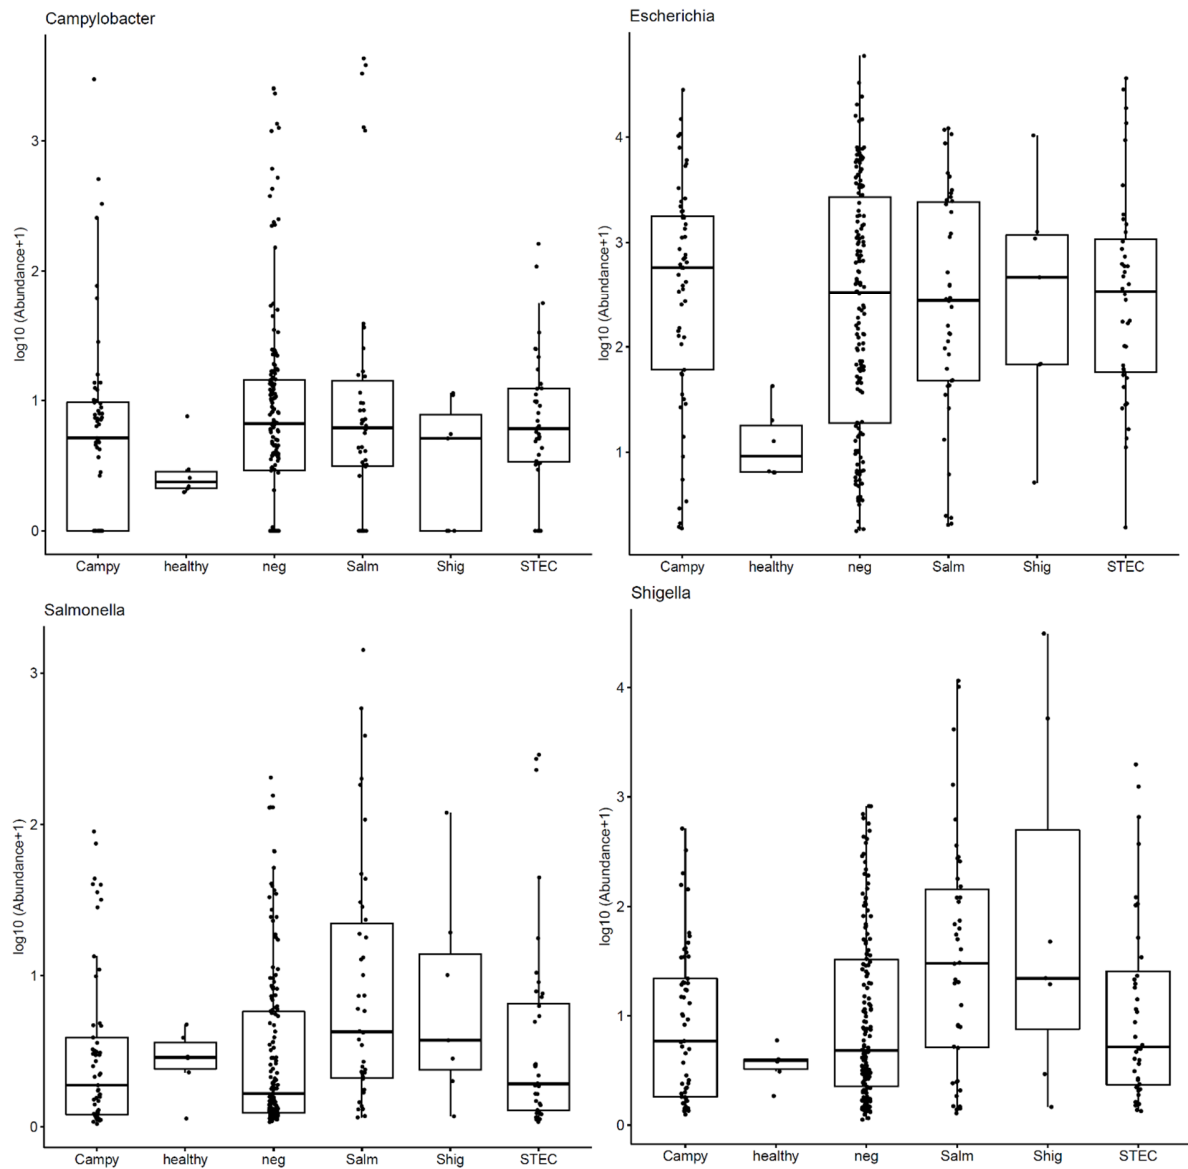 Campylobacter
log10 (Abundance+1)
3
2
1
0
Campy healthy neg Salm Shig STEC
Escherichia
log10 (Abundance+1)
4
3
2
1
Campy healthy neg Salm Shig STEC
Salmonella
log10 (Abundance+1)
3
2
1
0
Campy healthy neg Salm Shig STEC
Shigella
log10 (Abundance+1)
4
3
2
1
0
Campy healthy neg Salm Shig STEC